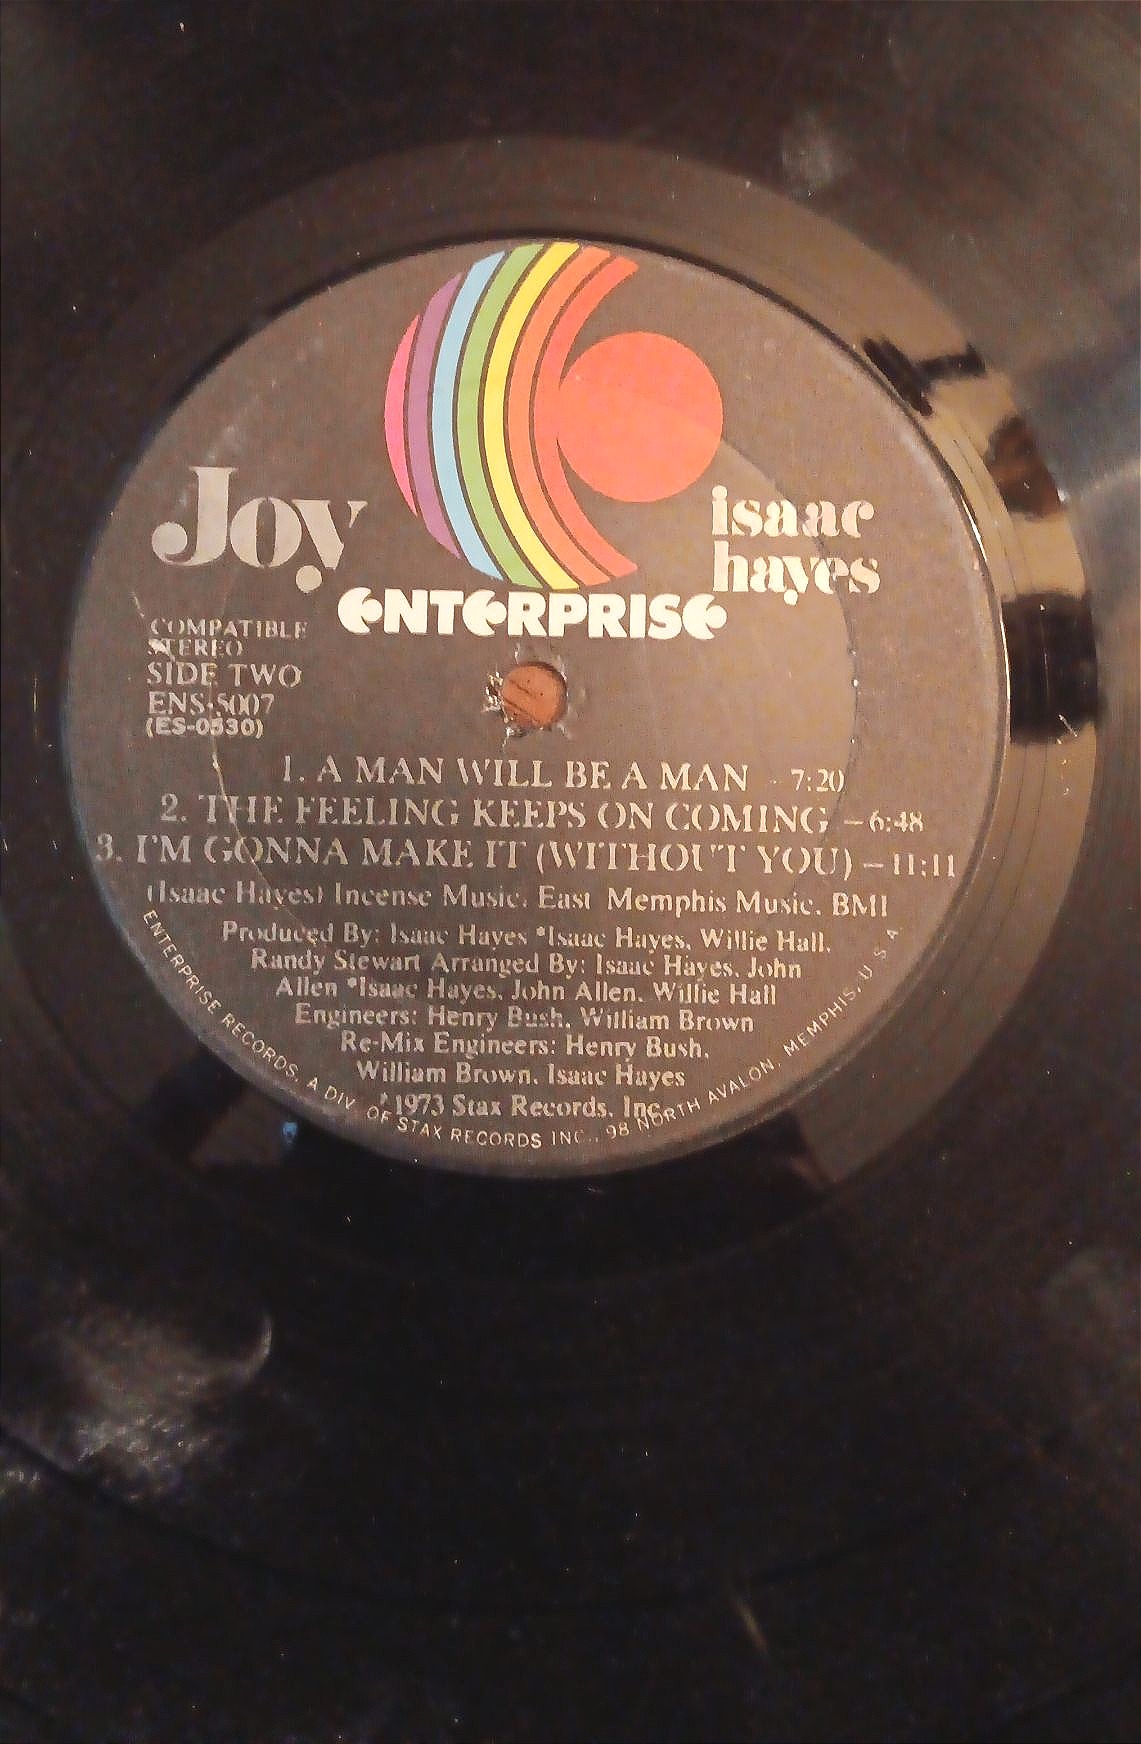 Joy
isaac
hayes
ENTERPRISE
COMPATIBLE
STEREO
SIDE TWO
ENS-5007
(ES-0530)
1. A MAN WILL BE A MAN - 7:20
2. THE FEELING KEEPS ON COMING – 6:48
3. I'M GONNA MAKE IT (WITHOUT YOU) – 11:11
(Isaac Hayes) Incense Music, East Memphis Music, BMI
Produced By: Isaac Hayes *Isaac Hayes, Willie Hall,
Randy Stewart Arranged By: Isaac Hayes, John
Allen *Isaac Hayes, John Allen, Willie Hall
Engineers: Henry Bush, William Brown
Re-Mix Engineers: Henry Bush,
William Brown, Isaac Hayes
1973 Stax Records, Inc.
ENTERPRISE RECORDS, A DIV. OF STAX RECORDS INC., 98 NORTH AVALON, MEMPHIS, U.S.A.